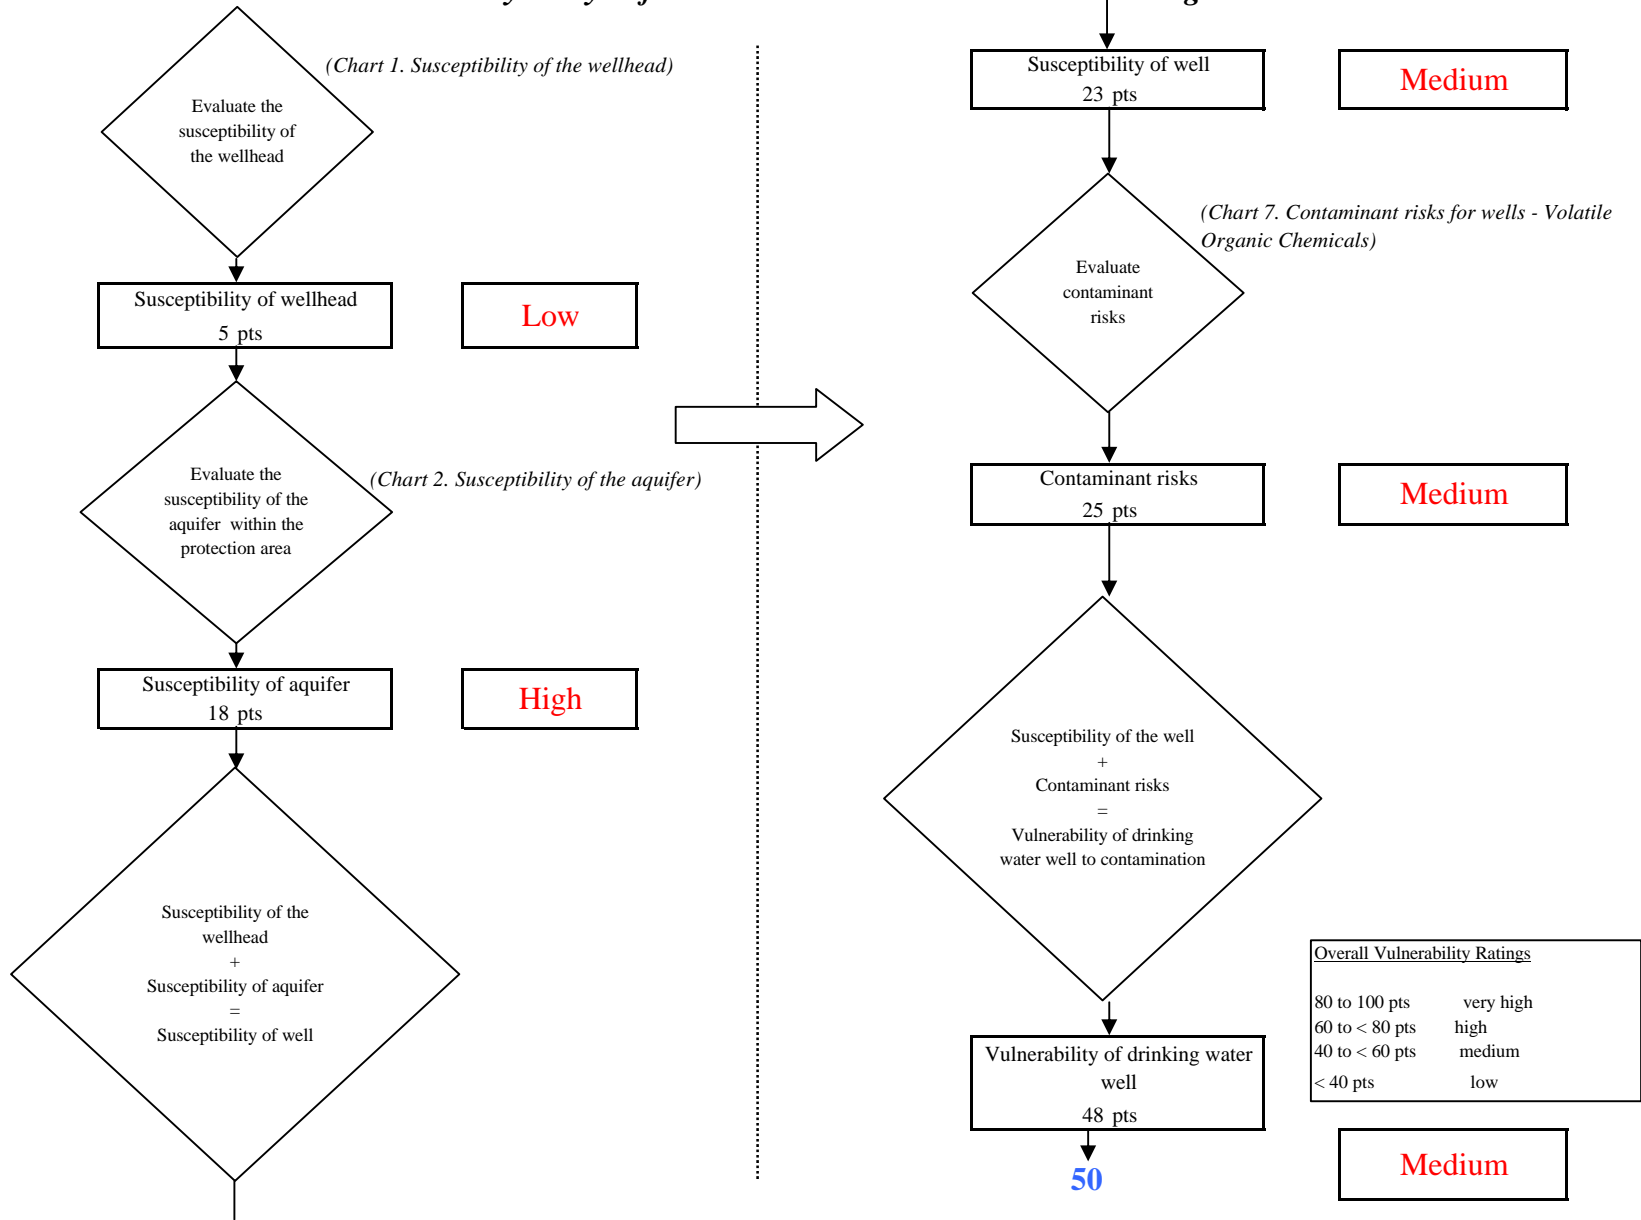 (Chart 1. Susceptibility of the wellhead)
Evaluate the
susceptibility of
the wellhead
Susceptibility of wellhead
5 pts
Low
Evaluate the
susceptibility of the
aquifer within the
protection area
(Chart 2. Susceptibility of the aquifer)
Susceptibility of aquifer
18 pts
High
Susceptibility of the
wellhead
+
Susceptibility of aquifer
=
Susceptibility of well
Susceptibility of well
23 pts
Medium
(Chart 7. Contaminant risks for wells - Volatile
Organic Chemicals)
Evaluate
contaminant
risks
Contaminant risks
25 pts
Medium
Susceptibility of the well
+
Contaminant risks
=
Vulnerability of drinking
water well to contamination
Overall Vulnerability Ratings
80 to 100 pts very high
60 to < 80 pts high
40 to < 60 pts medium
< 40 pts low
Vulnerability of drinking water
well
48 pts
50
Medium